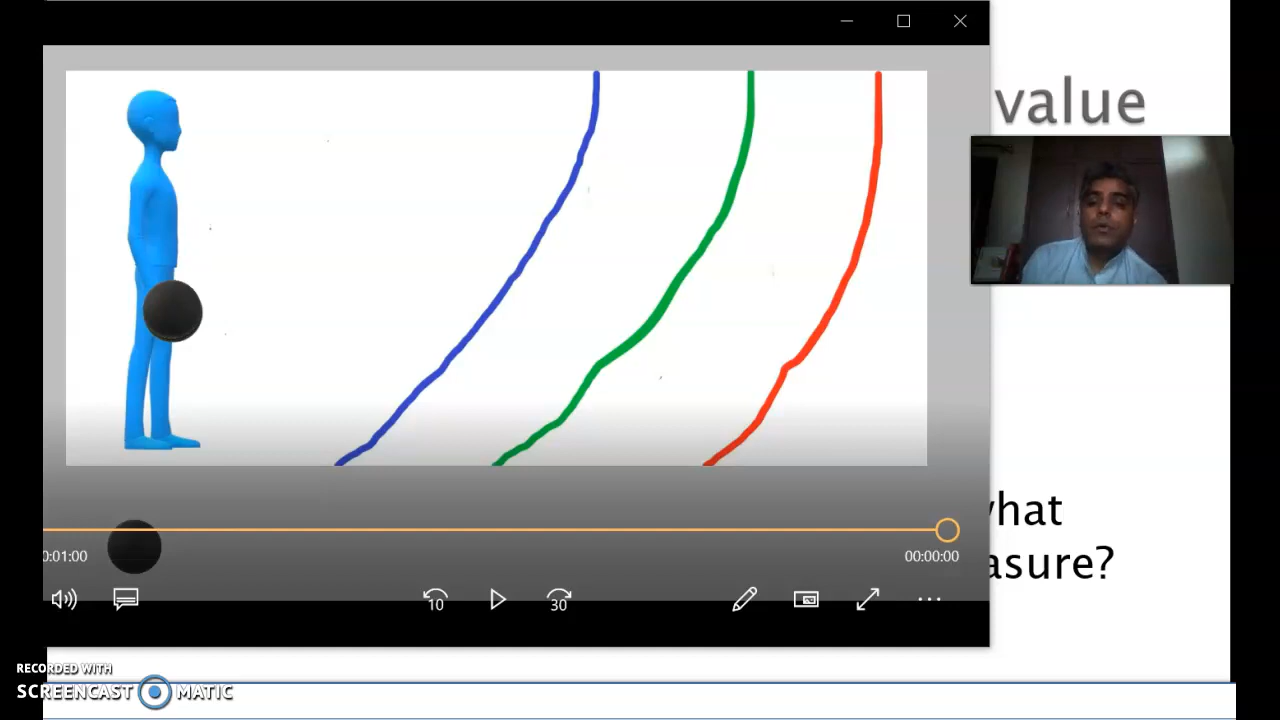 value
what
asure?
0:01:00
00:00:00
10
30
RECORDED WITH
SCREENCAST MATIC